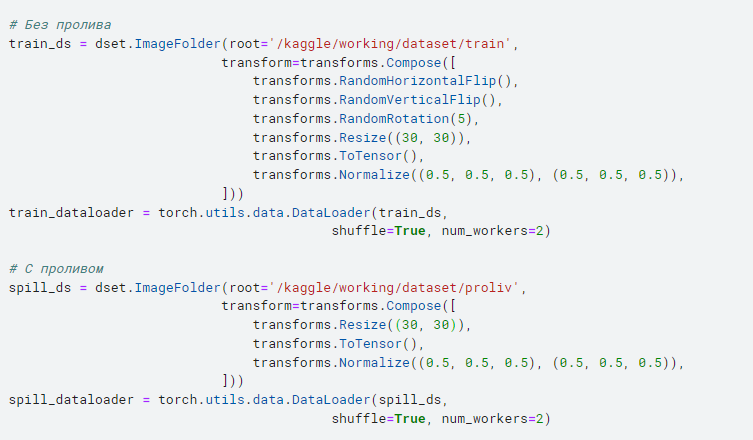 # Без пролива
train_ds = dset.ImageFolder(root='/kaggle/working/dataset/train',
                           transform=transforms.Compose([
                               transforms.RandomHorizontalFlip(),
                               transforms.RandomVerticalFlip(),
                               transforms.RandomRotation(5),
                               transforms.Resize((30, 30)),
                               transforms.ToTensor(),
                               transforms.Normalize((0.5, 0.5, 0.5), (0.5, 0.5, 0.5)),
                           ]))
train_dataloader = torch.utils.data.DataLoader(train_ds,
                                         shuffle=True, num_workers=2)

# С проливом
spill_ds = dset.ImageFolder(root='/kaggle/working/dataset/proliv',
                           transform=transforms.Compose([
                               transforms.Resize((30, 30)),
                               transforms.ToTensor(),
                               transforms.Normalize((0.5, 0.5, 0.5), (0.5, 0.5, 0.5)),
                           ]))
spill_dataloader = torch.utils.data.DataLoader(spill_ds,
                                         shuffle=True, num_workers=2)